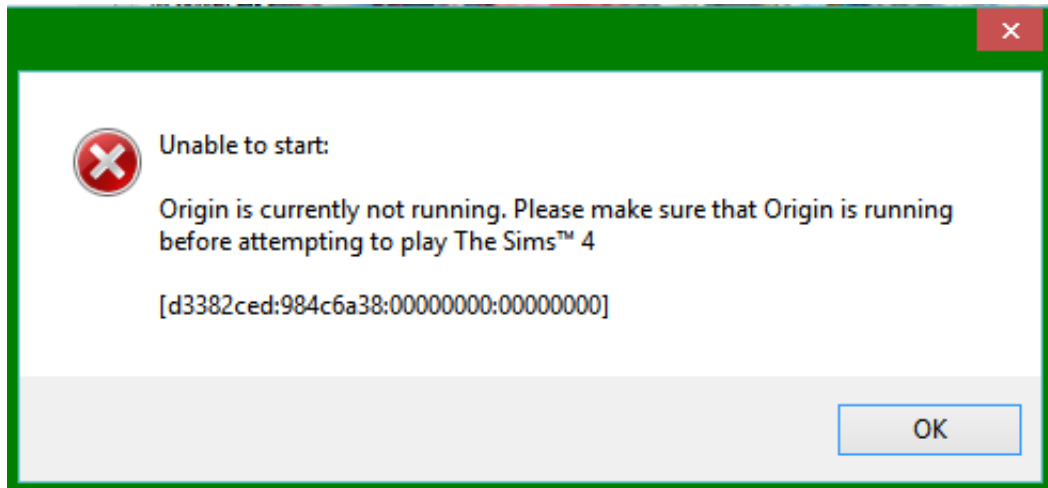 Unable to start:
Origin is currently not running. Please make sure that Origin is running
before attempting to play The Sims™ 4
[d3382ced:984c6a38:00000000:00000000]
OK